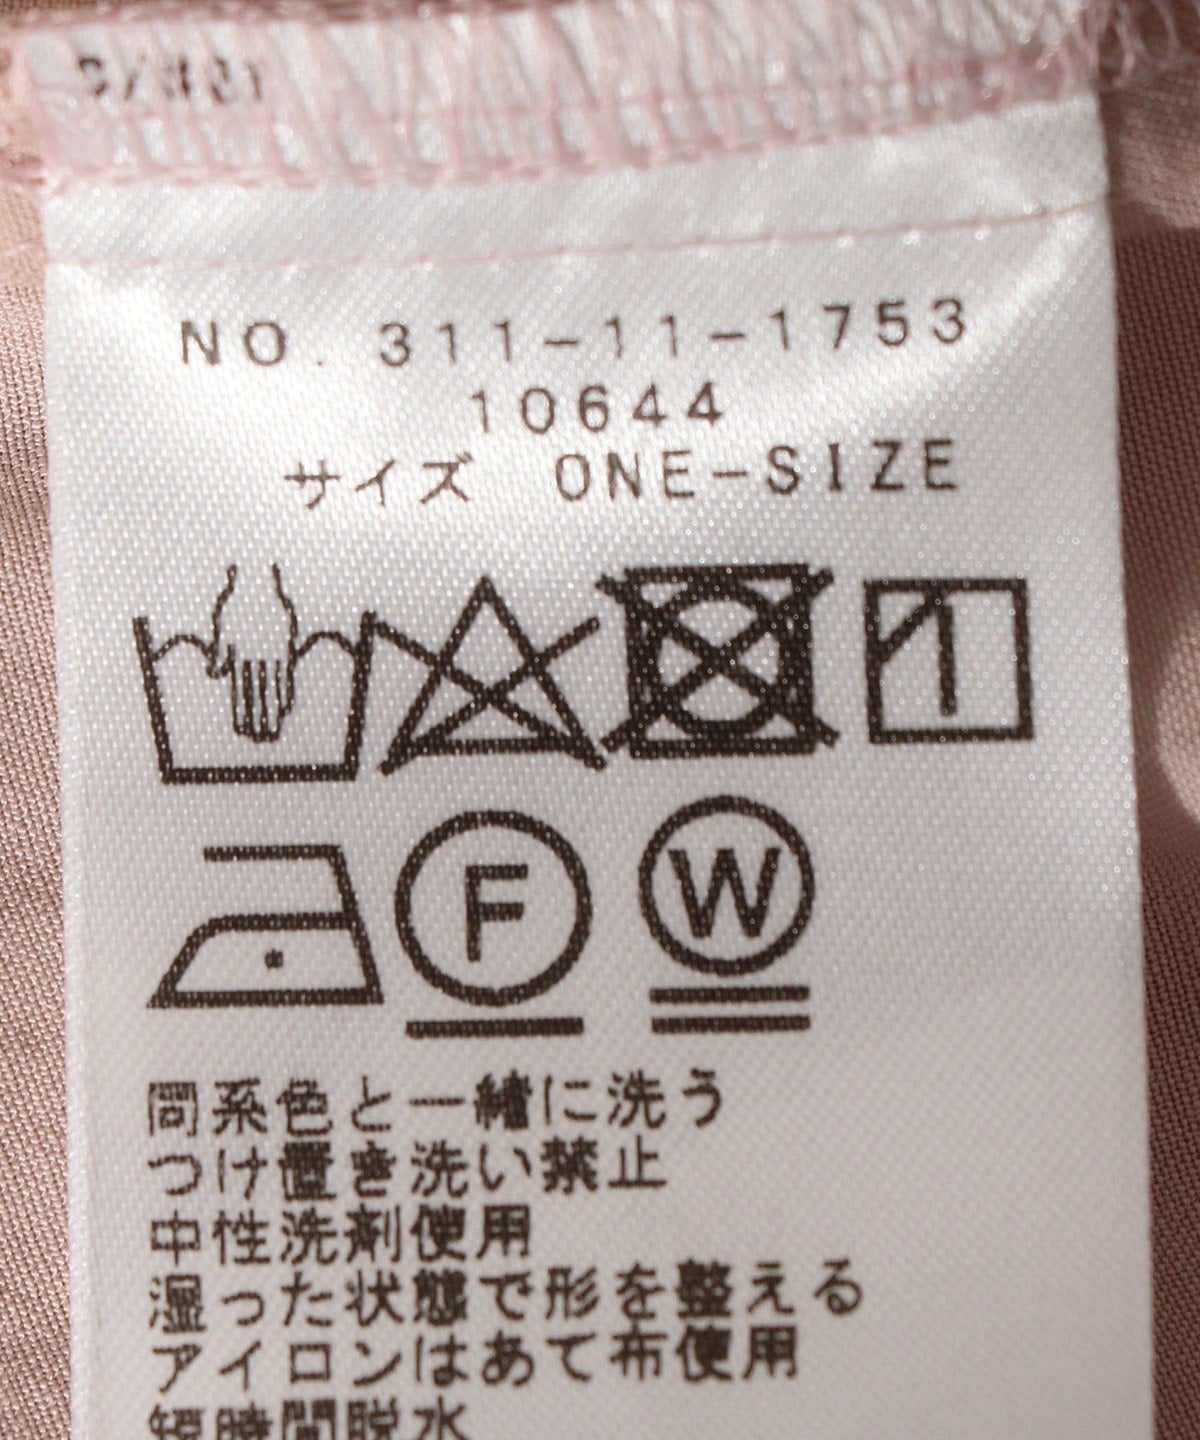 NO. 311-11-1753
10644
サイズ ONE-SIZE
F
W
同系色と一緒に洗う
つけ置き洗い禁止
中性洗剤使用
湿った状態で形を整える
アイロンはあて布使用
短時間脱水